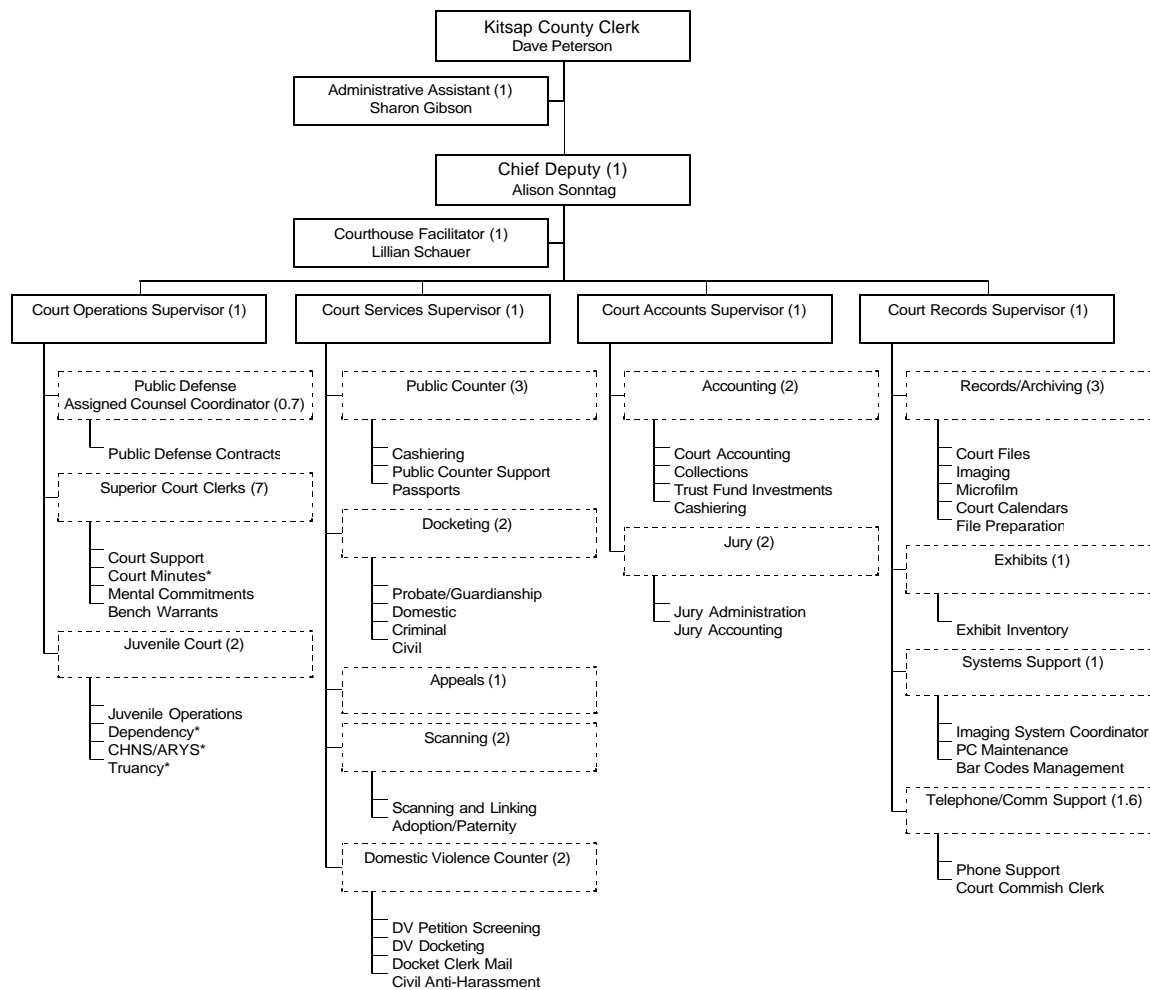 Kitsap County Clerk
Dave Peterson
Administrative Assistant (1)
Sharon Gibson
Chief Deputy (1)
Alison Sonntag
Courthouse Facilitator (1)
Lillian Schauer
Court Operations Supervisor (1)
Public Defense
Assigned Counsel Coordinator (0.7)
Public Defense Contracts
Superior Court Clerks (7)
Court Support
Court Minutes*
Mental Commitments
Bench Warrants
Juvenile Court (2)
Juvenile Operations
Dependency*
CHNS/ARYS*
Truancy*
Court Services Supervisor (1)
Public Counter (3)
Cashiering
Public Counter Support
Passports
Docketing (2)
Probate/Guardianship
Domestic
Criminal
Civil
Appeals (1)
Scanning (2)
Scanning and Linking
Adoption/Paternity
Domestic Violence Counter (2)
DV Petition Screening
DV Docketing
Docket Clerk Mail
Civil Anti-Harassment
Court Accounts Supervisor (1)
Accounting (2)
Court Accounting
Collections
Trust Fund Investments
Cashiering
Jury (2)
Jury Administration
Jury Accounting
Court Records Supervisor (1)
Records/Archiving (3)
Court Files
Imaging
Microfilm
Court Calendars
File Preparation
Exhibits (1)
Exhibit Inventory
Systems Support (1)
Imaging System Coordinator
PC Maintenance
Bar Codes Management
Telephone/Comm Support (1.6)
Phone Support
Court Commish Clerk